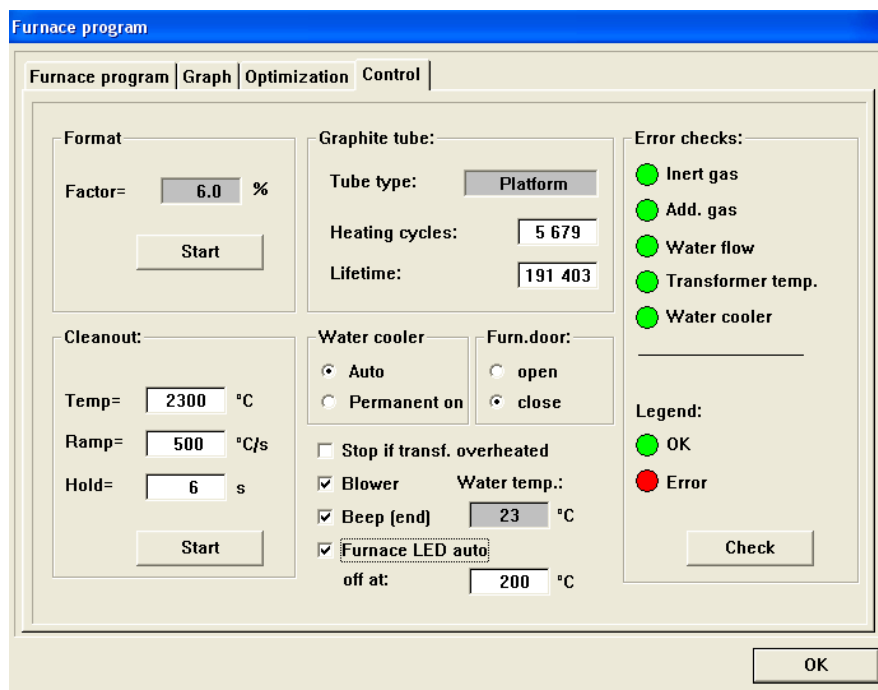 Furnace program
Furnace program Graph Optimization Control
Format
Factor= 6.0 %
Start
Graphite tube:
Tube type: Platform
Heating cycles: 5 679
Lifetime: 191 403
Error checks:
Inert gas
Add. gas
Water flow
Transformer temp.
Water cooler
Legend:
OK
Error
Check
Cleanout:
Temp= 2300 °C
Ramp= 500 °C/s
Hold= 6 s
Start
Water cooler
Auto
Permanent on
Furn.door:
open
close
Stop if transf. overheated
Blower Water temp.:
Beep (end) 23 °C
Furnace LED auto
off at: 200 °C
OK